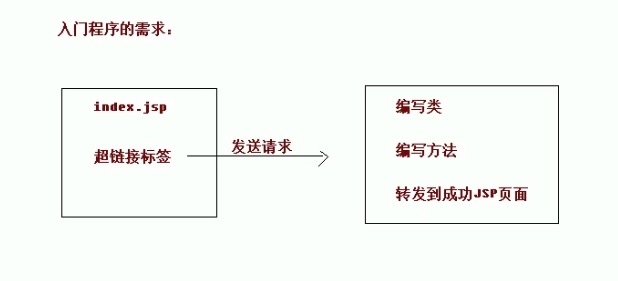 入门程序的需求:
index.jsp
超链接标签
发送请求
编写类
编写方法
转发到成功JSP页面